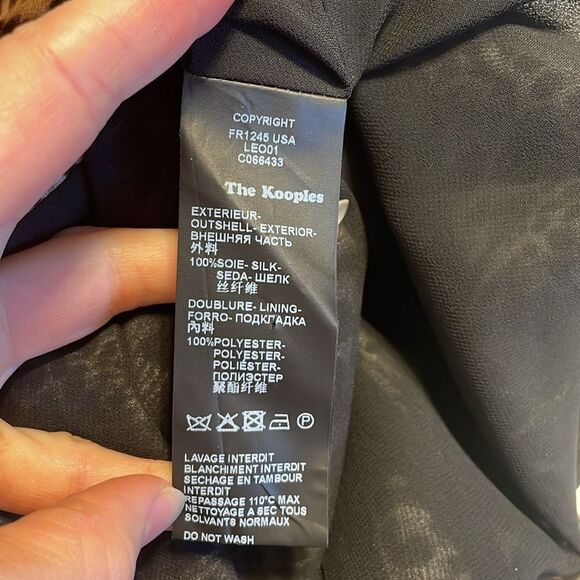 COPYRIGHT
FR1245 USA
LEO01
C066433
The Kooples
EXTERIEUR-
OUTSHELL- EXTERIOR-
ВНЕШНЯЯ ЧАСТЬ
外料
100%SOIE- SILK-
SEDA- ШЕЛК
丝纤维
DOUBLURE- LINING-
FORRO- ПОДКЛАДКА
內料
100%POLYESTER-
POLYESTER-
POLIÉSTER-
ПОЛИЭСТЕР
聚酯纤维
P
LAVAGE INTERDIT
BLANCHIMENT INTERDIT
SECHAGE EN TAMBOUR
INTERDIT
REPASSAGE 110°C MAX
NETTOYAGE A SEC TOUS
SOLVANTS NORMAUX
DO NOT WASH